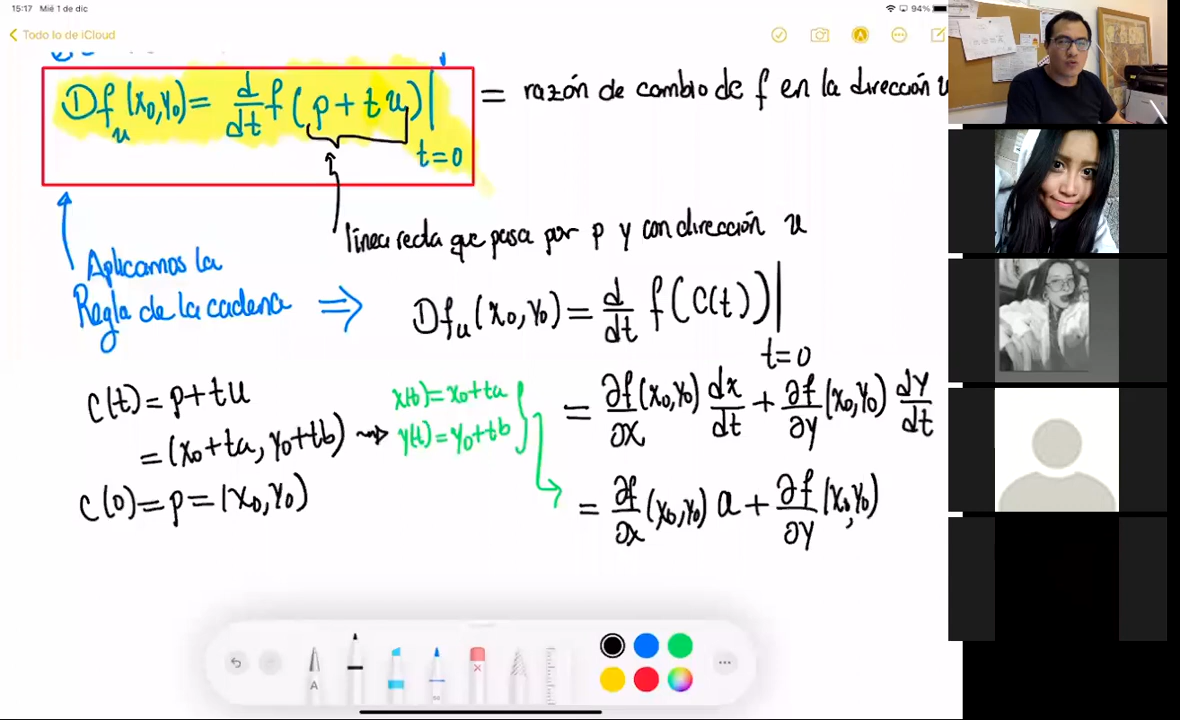 15:17 Mié 1 de dic
94%
Todo lo de iCloud
Df_u(x₀,y₀) = d/dt f(p + t u)|_{t=0} = razón de cambio de f en la dirección u
línea recta que pasa por p y con dirección u
Aplicamos la
Regla de la cadena ⇒ Df_u(x₀,y₀) = d/dt f(C(t))|_{t=0}
C(t) = p + tu
x(t) = x₀ + ta
= ∂f/∂x (x₀,y₀) dx/dt + ∂f/∂y (x₀,y₀) dy/dt
= (x₀+ta, y₀+tb)
y(t) = y₀ + tb
C(0) = p = (x₀,y₀)
= ∂f/∂x (x₀,y₀) a + ∂f/∂y (x₀,y₀)
A